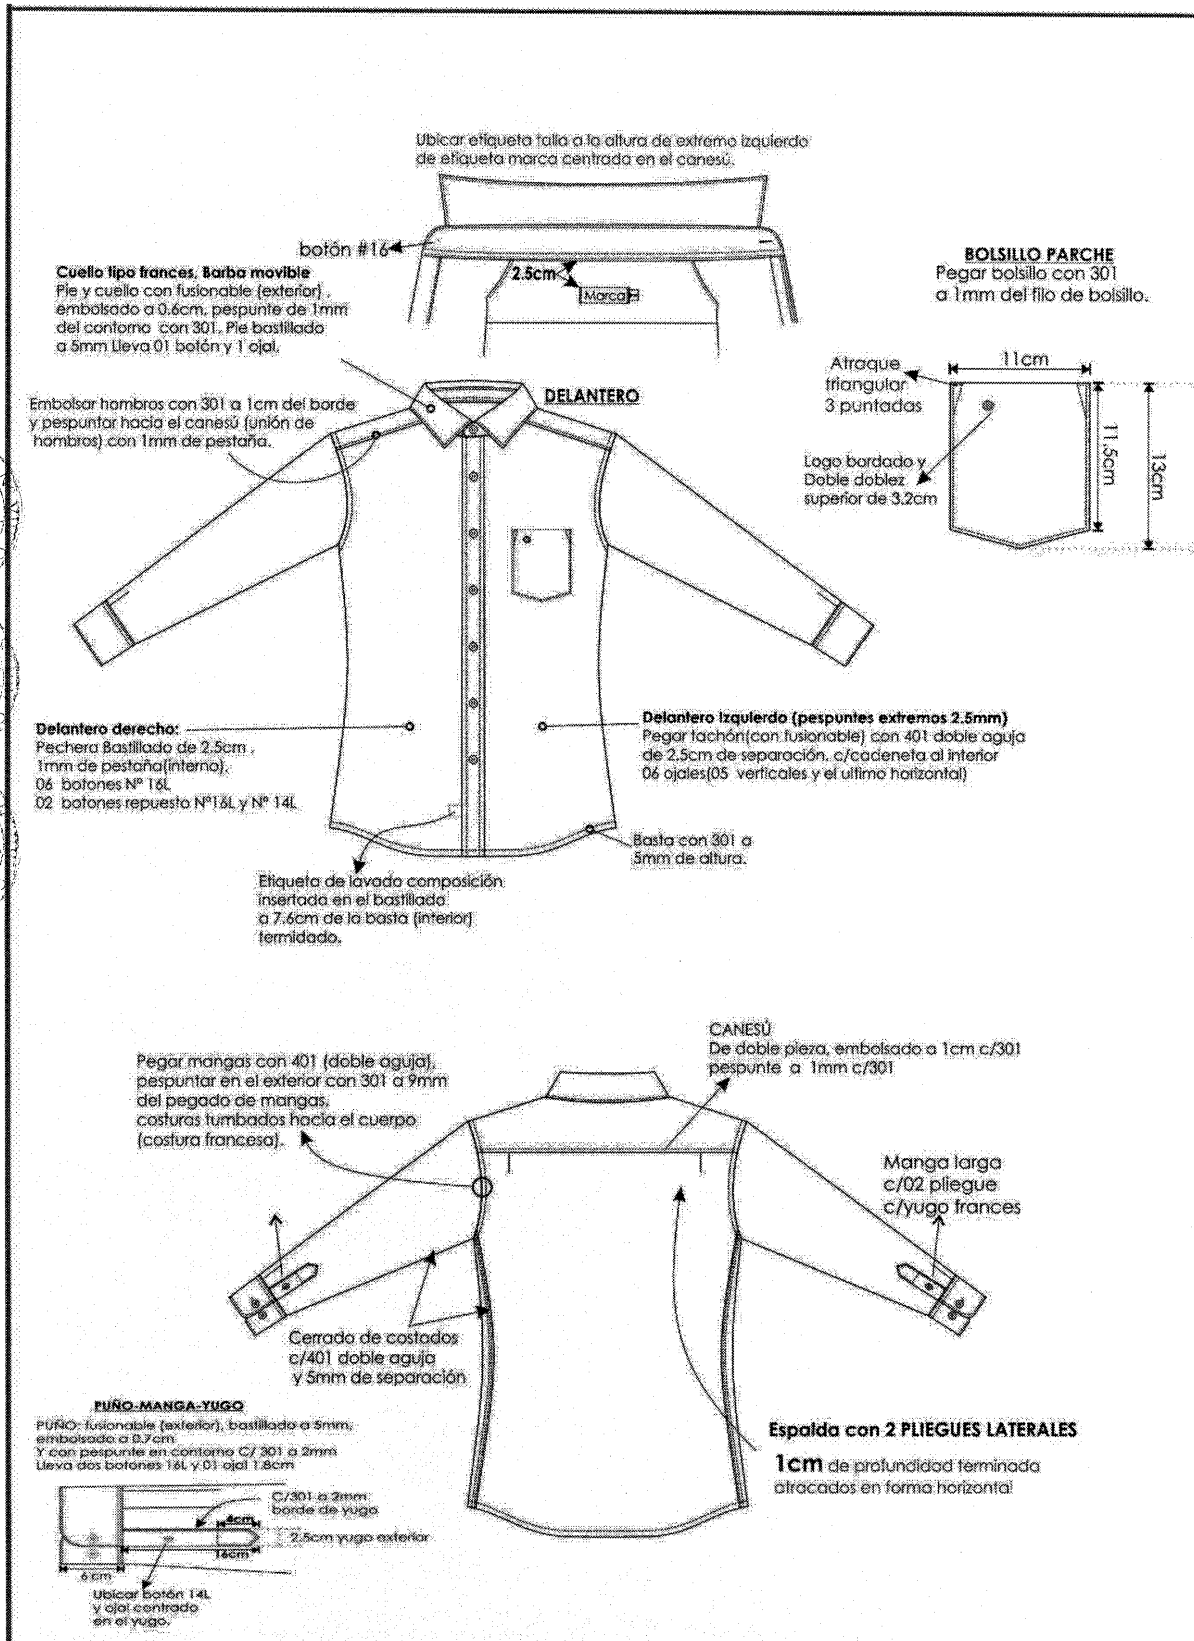 Ubicar etiqueta talla a la altura de extremo izquierdo
de etiqueta marca centrada en el canesú.
botón #16
2.5cm
Marca
Cuello tipo frances, Barba movible
Pie y cuello con fusionable (exterior) ,
embolsado a 0.6cm, pespunte de 1mm
del contorno con 301. Pie bastillado
a 5mm Lleva 01 botón y 1 ojal.
BOLSILLO PARCHE
Pegar bolsillo con 301
a 1mm del filo de bolsillo.
Atraque
triangular
3 puntadas
11cm
11.5cm
13cm
Logo bordado y
Doble doblez
superior de 3.2cm
DELANTERO
Embolsar hombros con 301 a 1cm del borde
y pespuntar hacia el canesú (unión de
hombros) con 1mm de pestaña.
Delantero derecho:
Pechera Bastillado de 2.5cm ,
1mm de pestaña(interno),
06 botones Nº 16L
02 botones repuesto Nº16L y Nº 14L
Delantero Izquierdo (pespuntes extremos 2.5mm)
Pegar tachón(con fusionable) con 401 doble aguja
de 2.5cm de separación. c/cadeneta al interior
06 ojales(05 verticales y el ultimo horizontal)
Basta con 301 a
5mm de altura.
Etiqueta de lavado composición
insertada en el bastillado
a 7.6cm de la basta (interior)
termidado.
Pegar mangas con 401 (doble aguja),
pespuntar en el exterior con 301 a 9mm
del pegado de mangas,
costuras tumbados hacia el cuerpo
(costura francesa).
CANESÚ
De doble pieza, embolsado a 1cm c/301
pespunte a 1mm c/301
Manga larga
c/02 pliegue
c/yugo frances
Cerrado de costados
c/401 doble aguja
y 5mm de separación
Espalda con 2 PLIEGUES LATERALES
1cm de profundidad terminada
atracados en forma horizontal
PUÑO-MANGA-YUGO
PUÑO: fusionable (exterior), bastillado a 5mm,
embolsado a 0.7cm
Y con pespunte en contorno C/ 301 a 2mm
Lleva dos botones 16L y 01 ojal 1.8cm
C/301 a 2mm
borde de yugo
4cm
2.5cm yugo exterior
16cm
6 cm
Ubicar botón 14L
y ojal centrado
en el yugo.